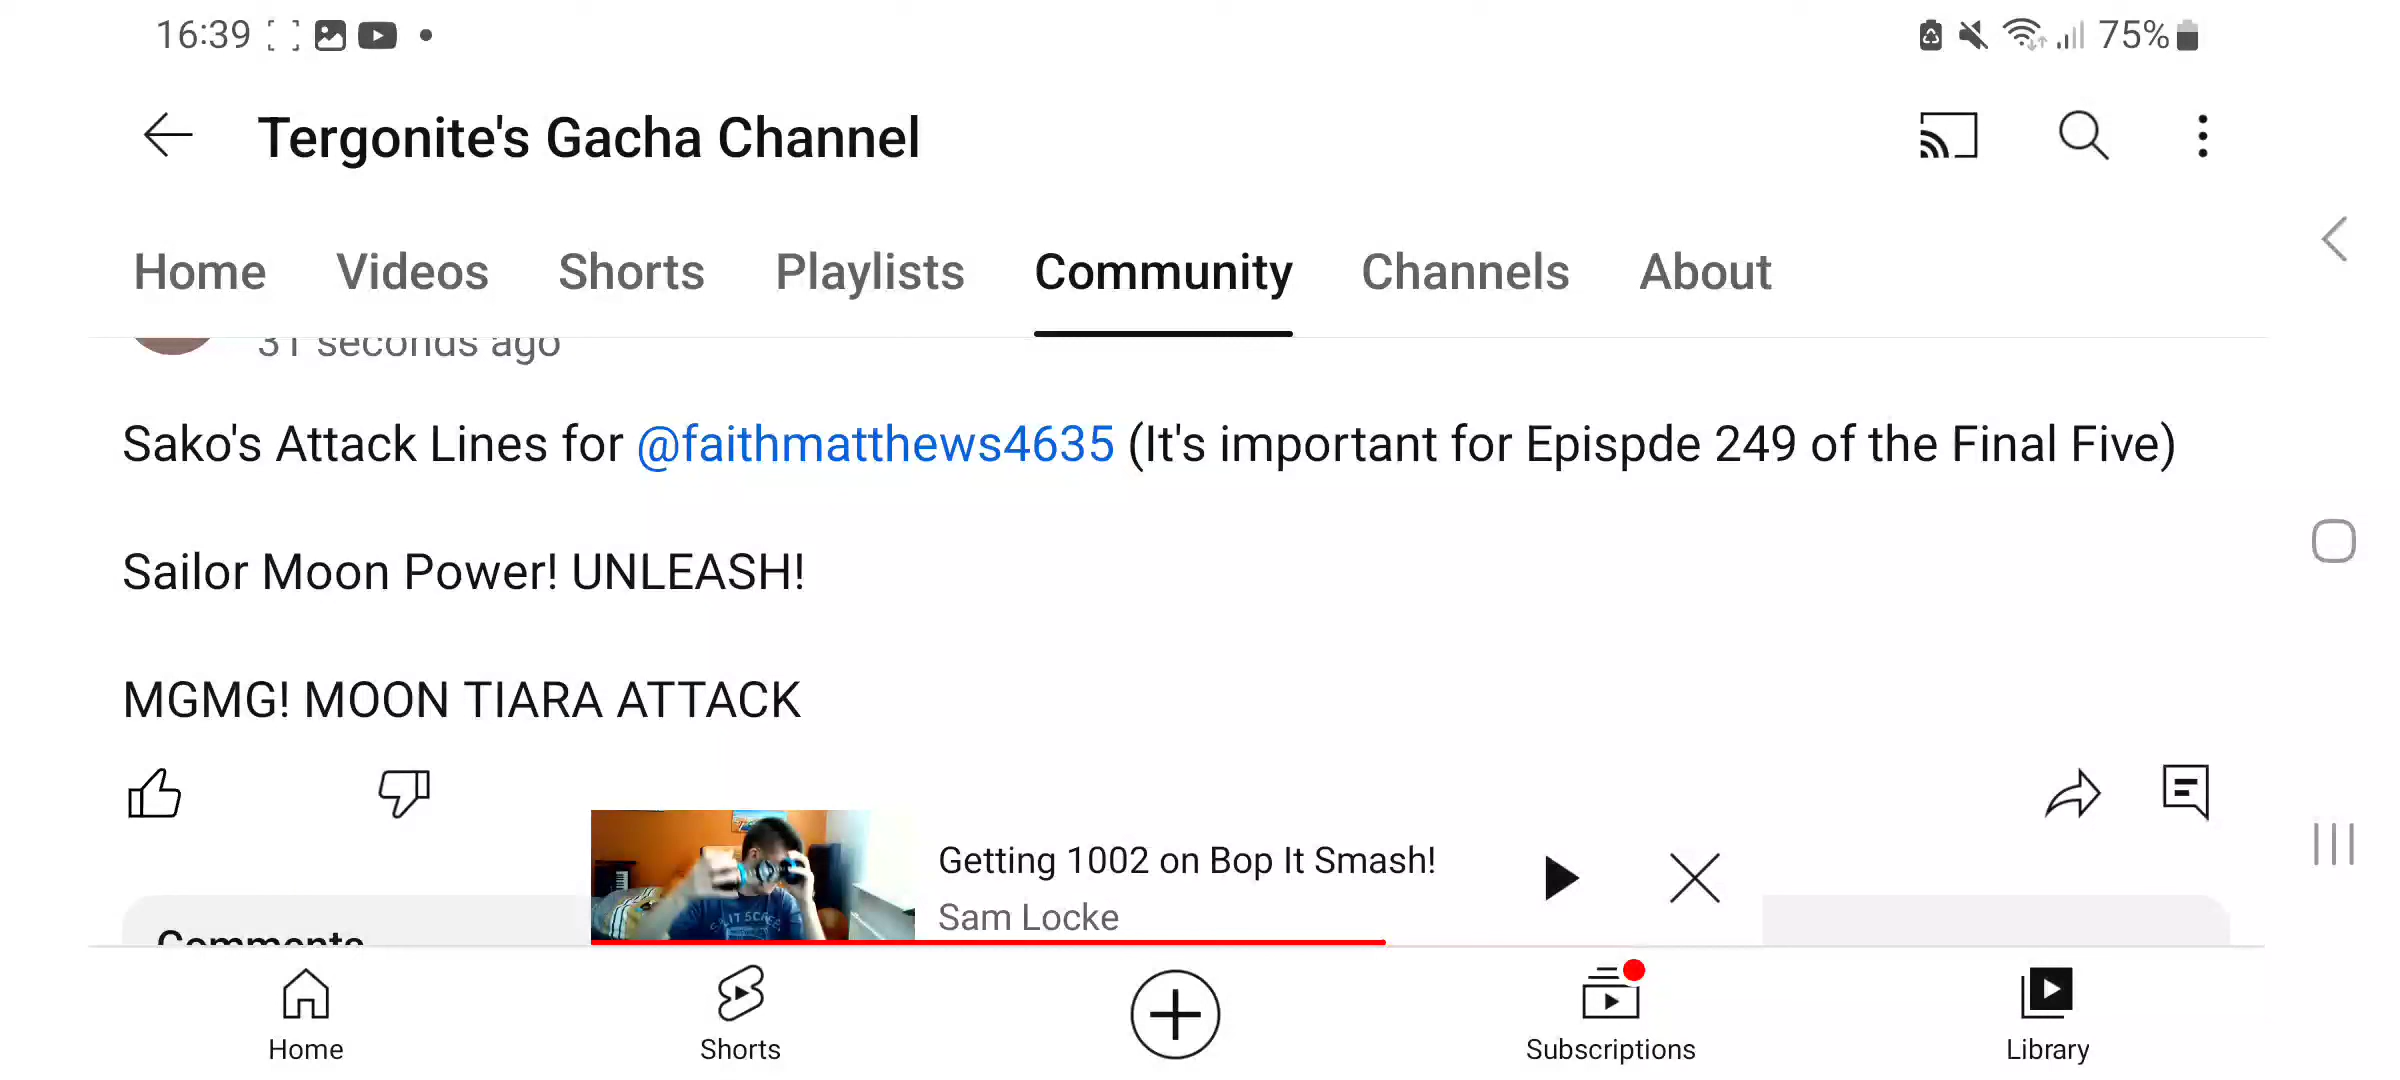 16:39
75%
Tergonite's Gacha Channel
Home Videos Shorts Playlists Community Channels About
31 seconds ago
Sako's Attack Lines for @faithmatthews4635 (It's important for Epispde 249 of the Final Five)
Sailor Moon Power! UNLEASH!
MGMG! MOON TIARA ATTACK
Getting 1002 on Bop It Smash!
Sam Locke
Comments
Home Shorts Subscriptions Library